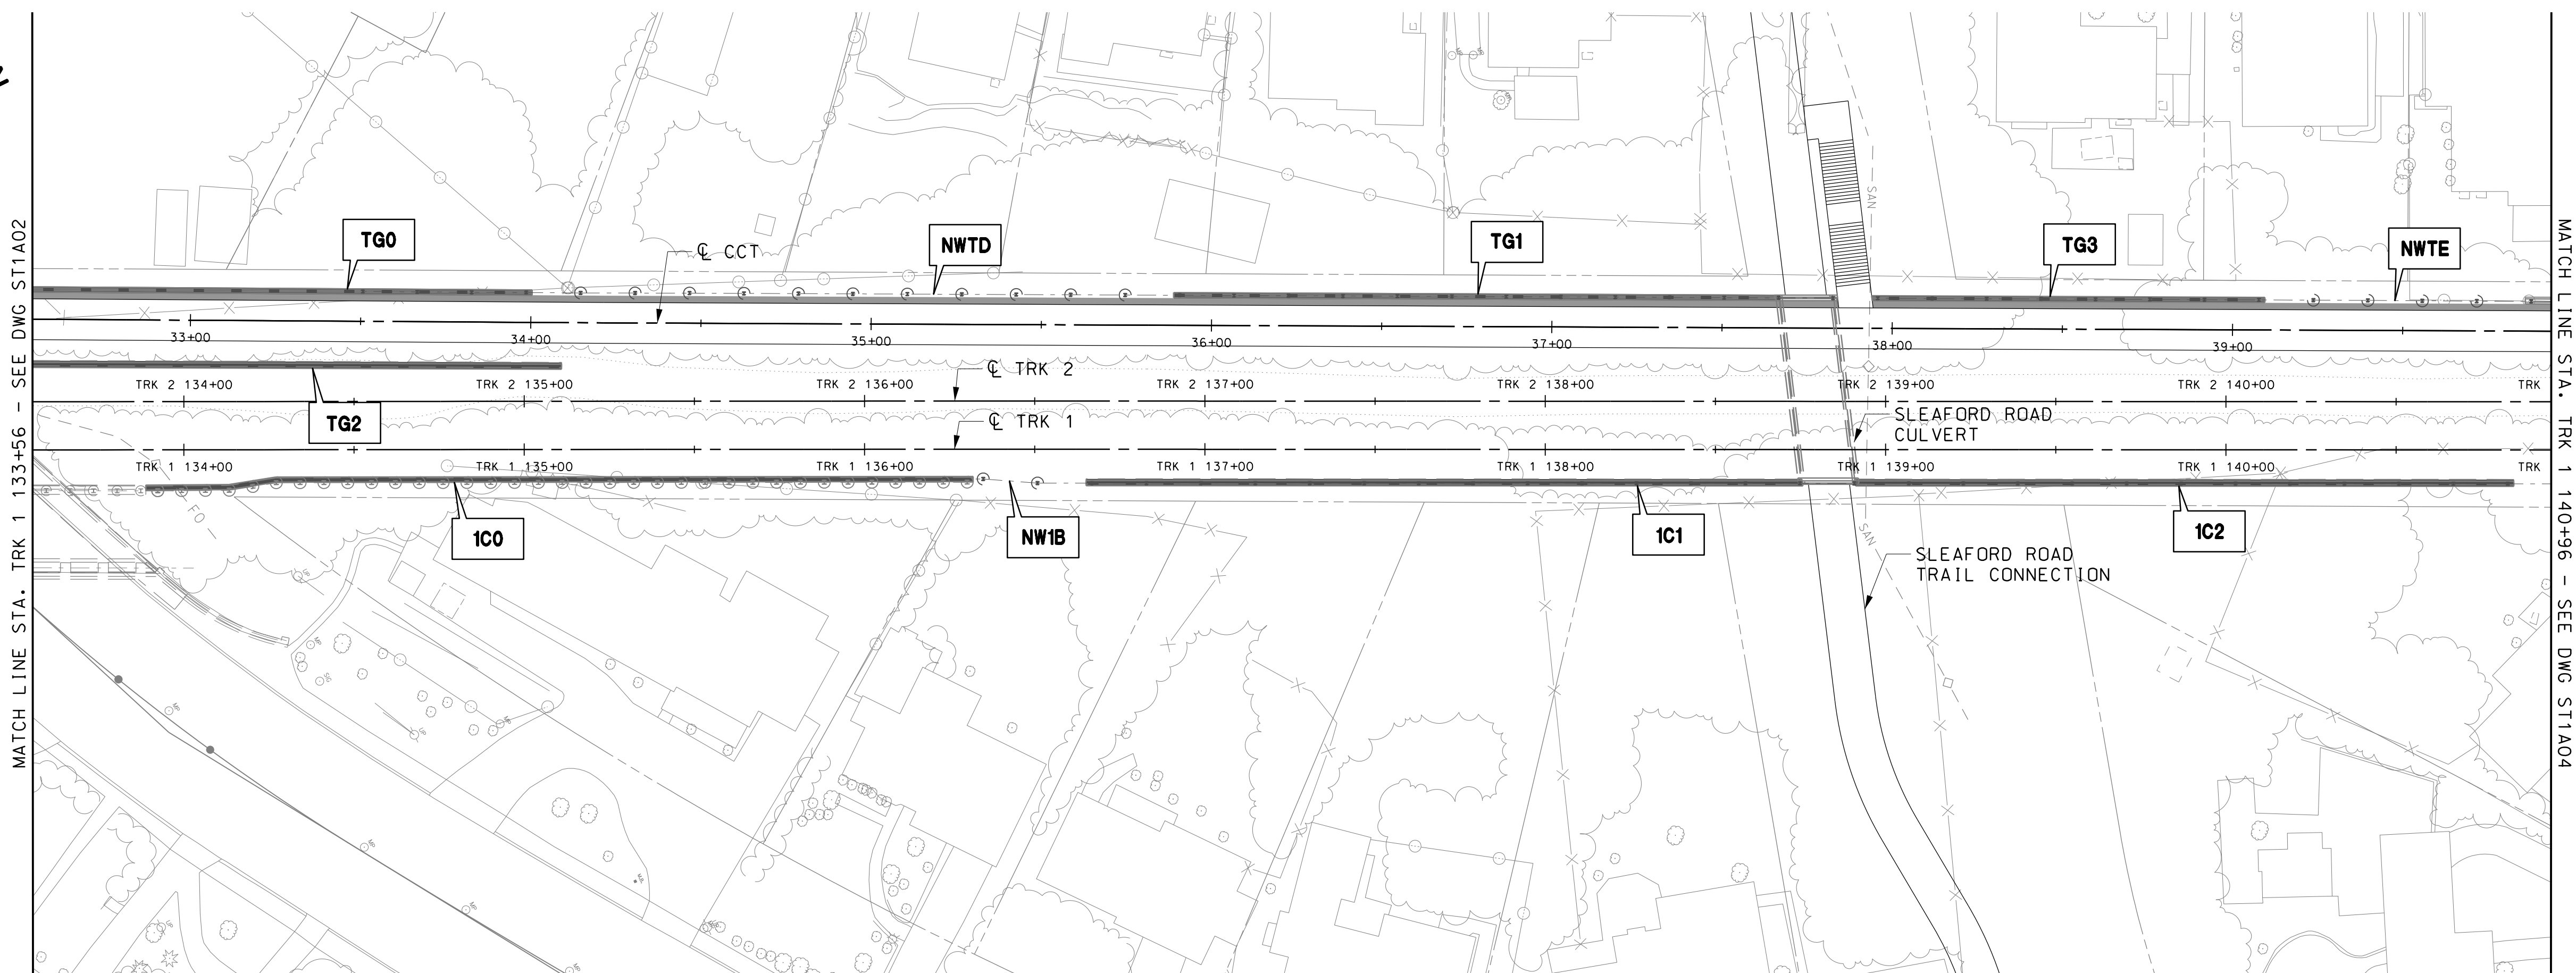 MATCH LINE STA. TRK 1 133+56 - SEE DWG ST1A02
TG0
℄ CCT
NWTD
TG1
SAN
TG3
NWTE
33+00
34+00
35+00
36+00
37+00
38+00
39+00
TG2
℄ TRK 2
TRK 2 134+00
TRK 2 135+00
TRK 2 136+00
TRK 2 137+00
TRK 2 138+00
TRK 2 139+00
TRK 2 140+00
TRK
℄ TRK 1
SLEAFORD ROAD
CULVERT
TRK 1 134+00
TRK 1 135+00
TRK 1 136+00
TRK 1 137+00
TRK 1 138+00
TRK 1 139+00
TRK 1 140+00
TRK
FO
1C0
NW1B
1C1
SAN
1C2
SLEAFORD ROAD
TRAIL CONNECTION
MATCH LINE STA. TRK 1 140+96 - SEE DWG ST1A04